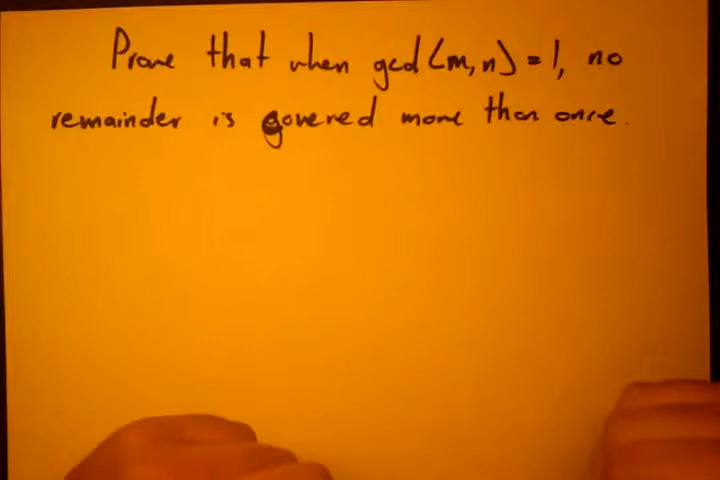 Prove that when gcd(m,n) = 1, no
remainder is covered more than once.